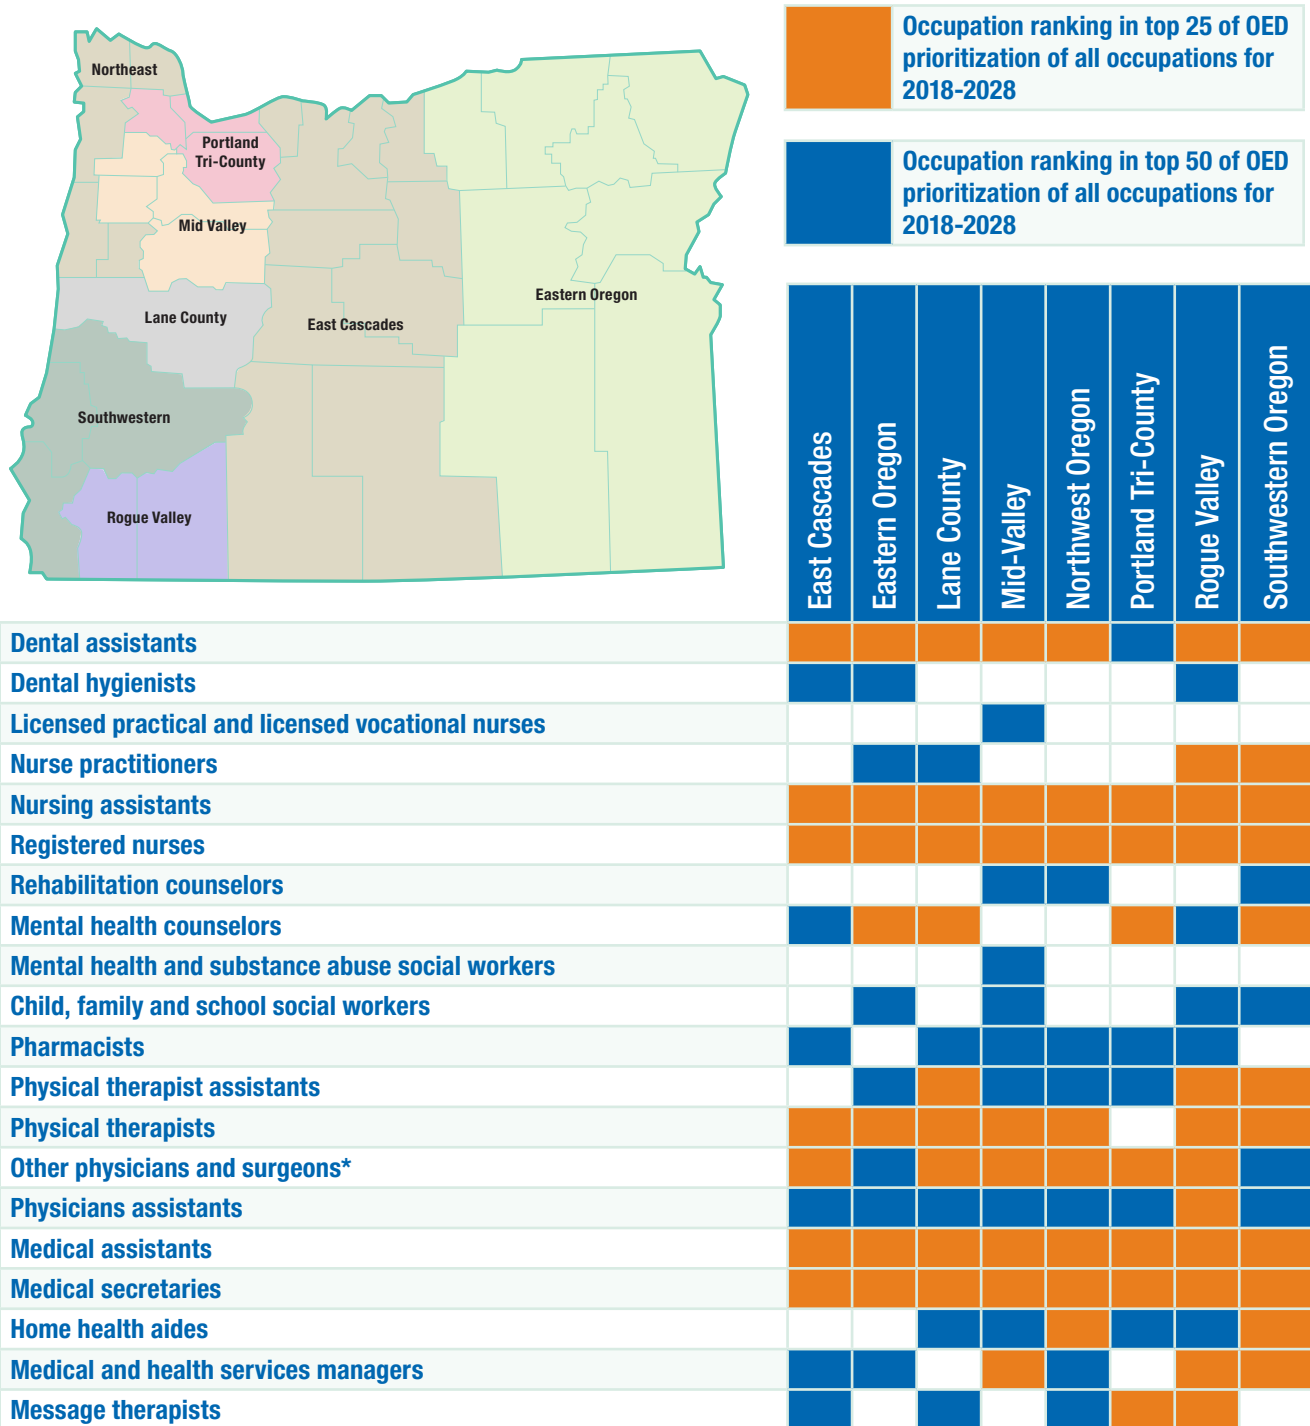 Northeast
Portland
Tri-County
Mid Valley
Lane County
East Cascades
Eastern Oregon
Southwestern
Rogue Valley
Occupation ranking in top 25 of OED
prioritization of all occupations for
2018-2028
Occupation ranking in top 50 of OED
prioritization of all occupations for
2018-2028
East Cascades
Eastern Oregon
Lane County
Mid-Valley
Northwest Oregon
Portland Tri-County
Rogue Valley
Southwestern Oregon
Dental assistants
Dental hygienists
Licensed practical and licensed vocational nurses
Nurse practitioners
Nursing assistants
Registered nurses
Rehabilitation counselors
Mental health counselors
Mental health and substance abuse social workers
Child, family and school social workers
Pharmacists
Physical therapist assistants
Physical therapists
Other physicians and surgeons*
Physicians assistants
Medical assistants
Medical secretaries
Home health aides
Medical and health services managers
Message therapists